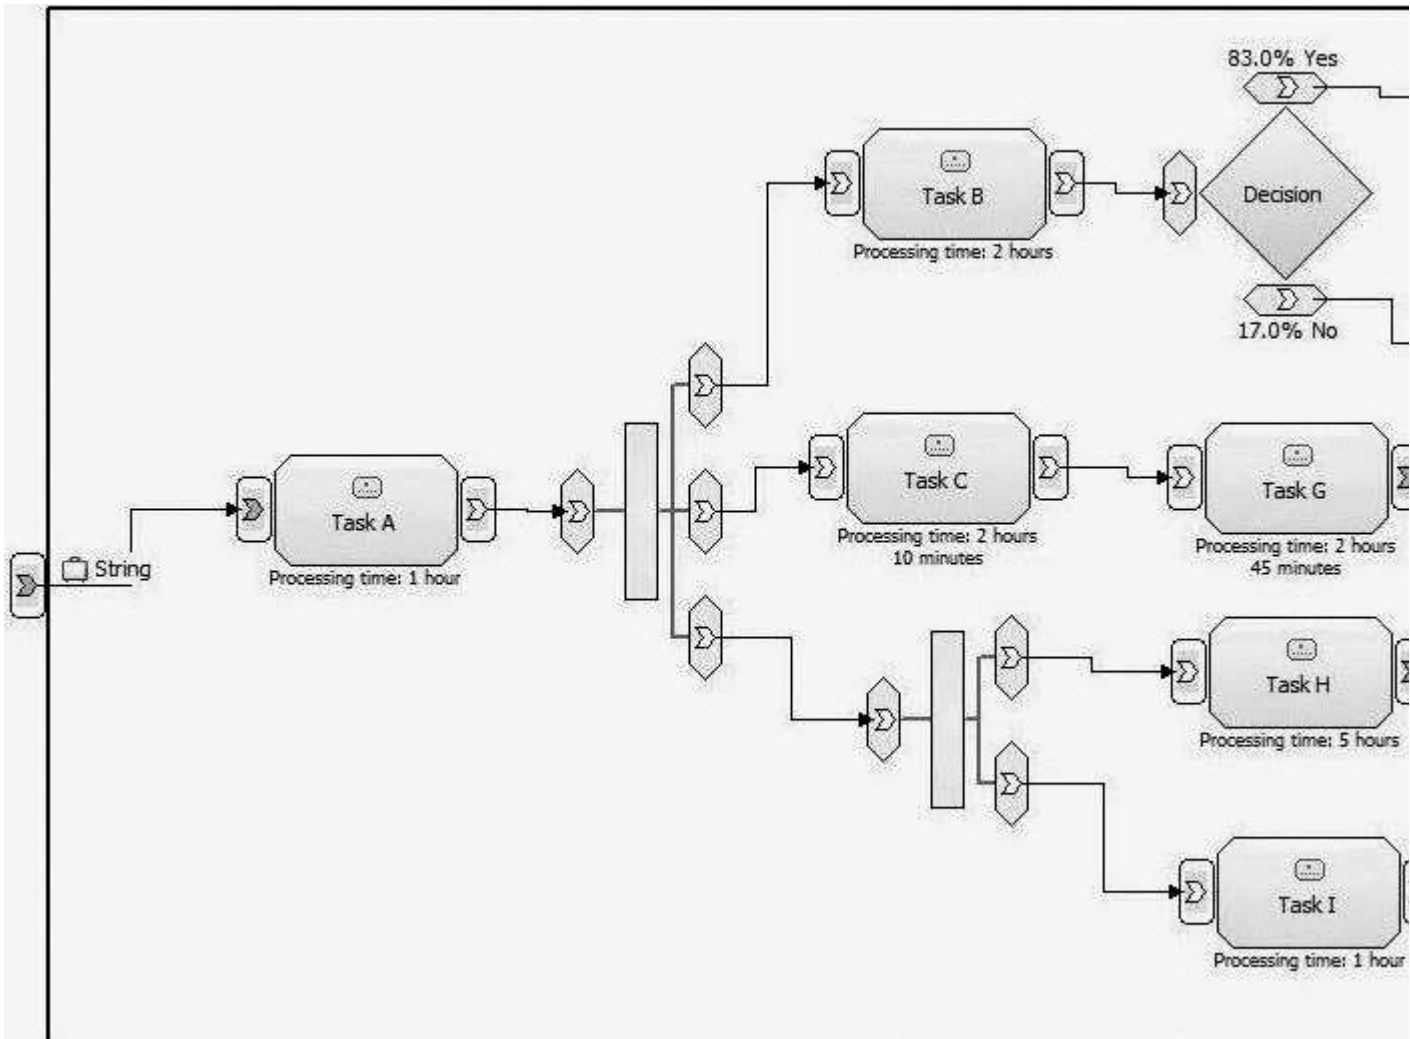 83.0% Yes
Task B
Decision
Processing time: 2 hours
17.0% No
Task C
Task G
Task A
Processing time: 2 hours
10 minutes
Processing time: 2 hours
45 minutes
String
Processing time: 1 hour
Task H
Processing time: 5 hours
Task I
Processing time: 1 hour